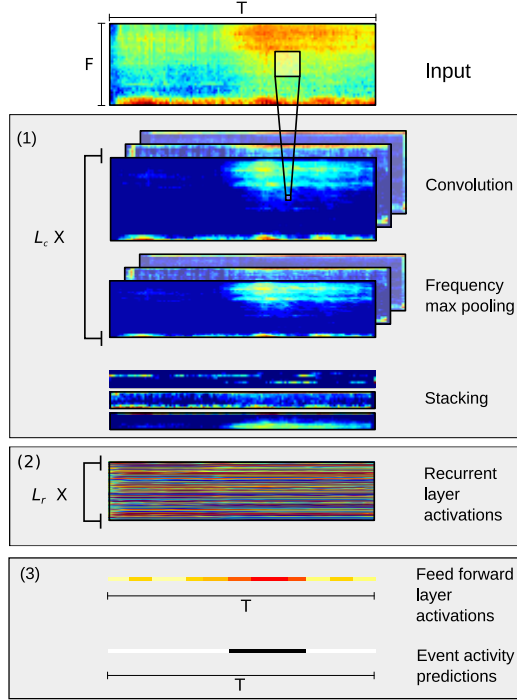 T
F
Input
(1)
Convolution
L_c X
Frequency
max pooling
Stacking
(2)
L_r X
Recurrent
layer
activations
(3)
Feed forward
layer
activations
T
Event activity
predictions
T